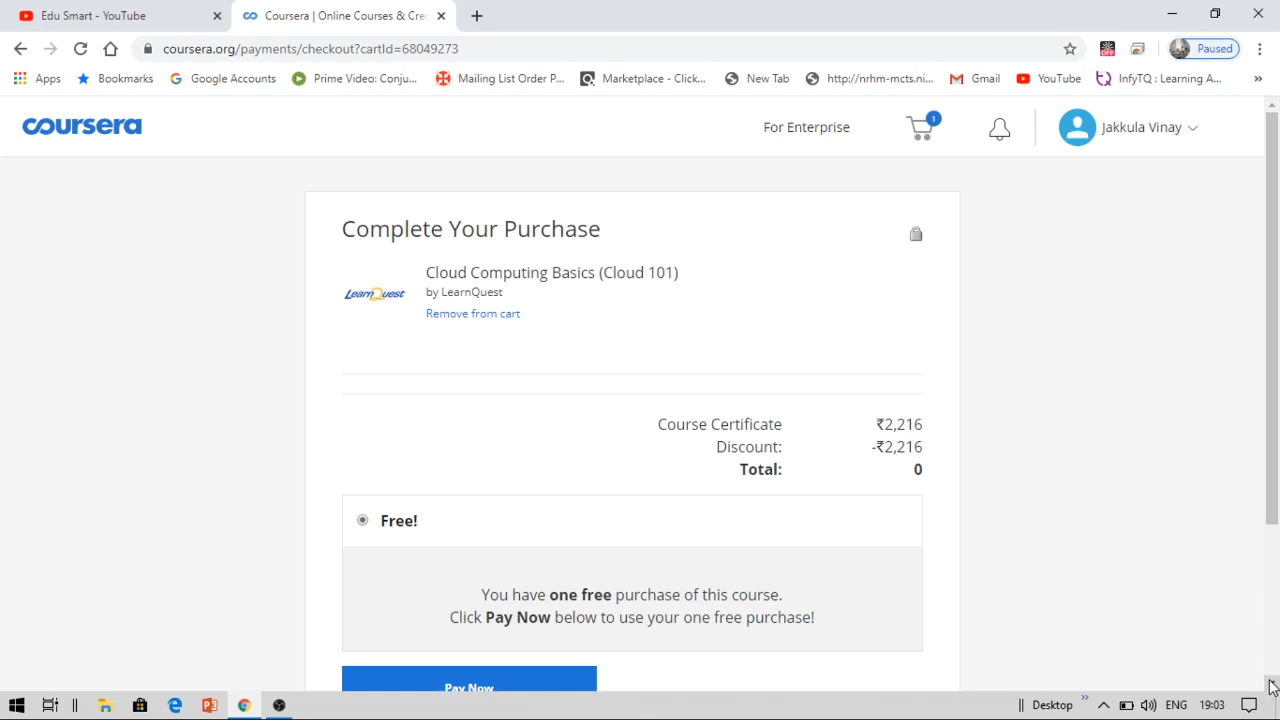 Edu Smart - YouTube
Coursera | Online Courses & Cre
coursera.org/payments/checkout?cartId=68049273
OFF
Paused
Apps
Bookmarks
Google Accounts
Prime Video: Conju...
Mailing List Order P...
Marketplace - Click...
New Tab
http://nrhm-mcts.ni...
Gmail
YouTube
InfyTQ : Learning A...
»
coursera
For Enterprise
1
Jakkula Vinay
Complete Your Purchase
LearnQuest
Cloud Computing Basics (Cloud 101)
by LearnQuest
Remove from cart
Course Certificate ₹2,216
Discount: -₹2,216
Total: 0
Free!
You have one free purchase of this course.
Click Pay Now below to use your one free purchase!
Pay Now
Desktop
»
ENG
19:03